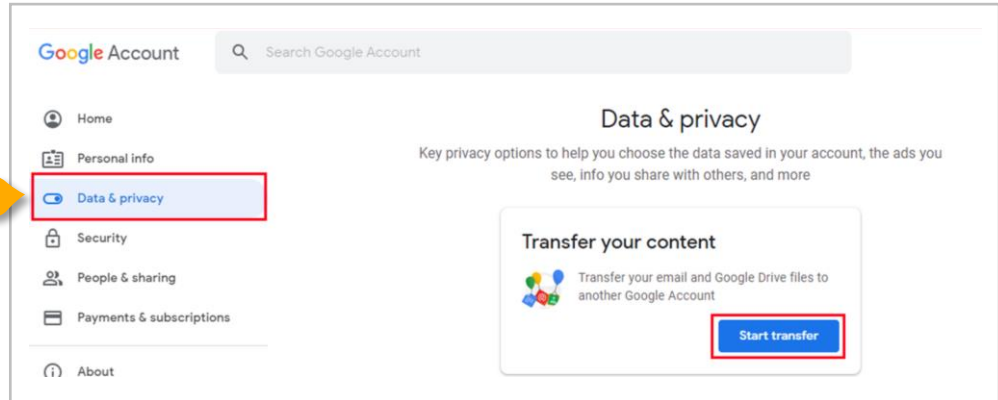 Google Account
Search Google Account
Home
Personal info
Data & privacy
Security
People & sharing
Payments & subscriptions
About
Data & privacy
Key privacy options to help you choose the data saved in your account, the ads you
see, info you share with others, and more
Transfer your content
Transfer your email and Google Drive files to
another Google Account
Start transfer